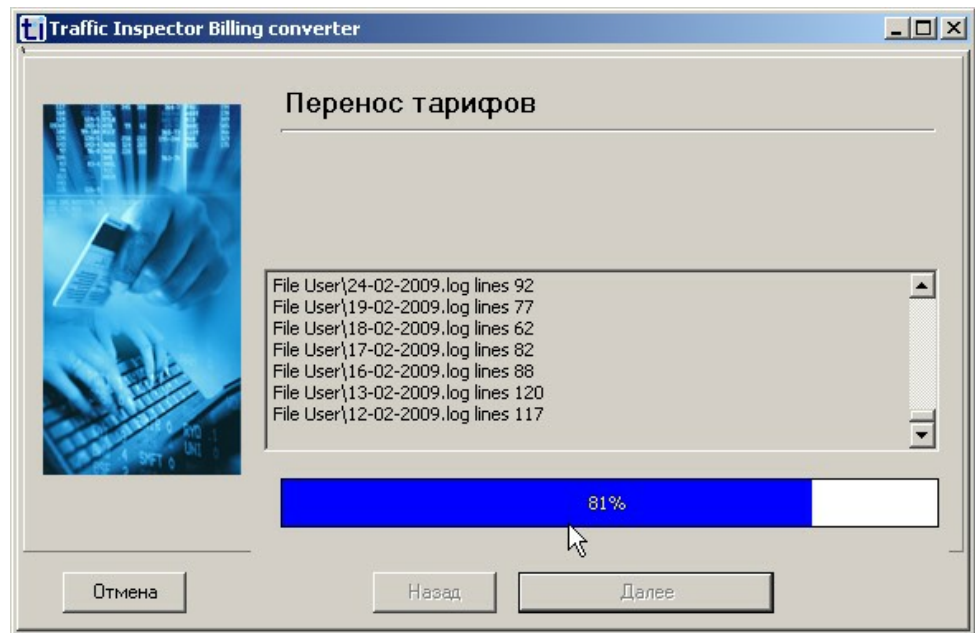 Traffic Inspector Billing converter
Перенос тарифов
File User\24-02-2009.log lines 92
File User\19-02-2009.log lines 77
File User\18-02-2009.log lines 62
File User\17-02-2009.log lines 82
File User\16-02-2009.log lines 88
File User\13-02-2009.log lines 120
File User\12-02-2009.log lines 117
81%
Отмена
Назад
Далее